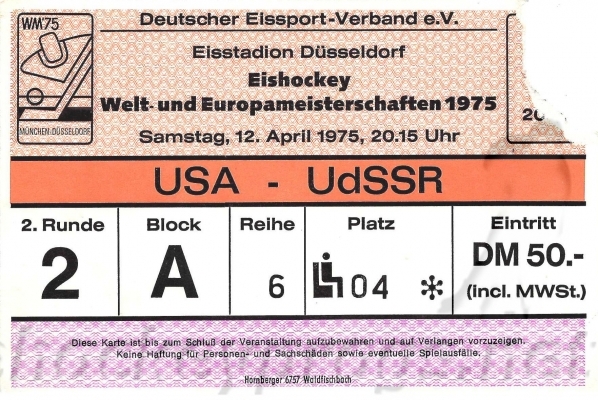 WM'75
MÜNCHEN-DÜSSELDORF
Deutscher Eissport-Verband e.V.
Eisstadion Düsseldorf
Eishockey
Welt- und Europameisterschaften 1975
Samstag, 12. April 1975, 20.15 Uhr
20
USA - UdSSR
2. Runde Block Reihe Platz Eintritt
2 A 6 04 * DM 50.-
(incl. MWSt.)
Diese Karte ist bis zum Schluß der Veranstaltung aufzubewahren und auf Verlangen vorzuzeigen.
Keine Haftung für Personen- und Sachschäden sowie eventuelle Spielausfälle.
Hornberger 6757 Waldfischbach